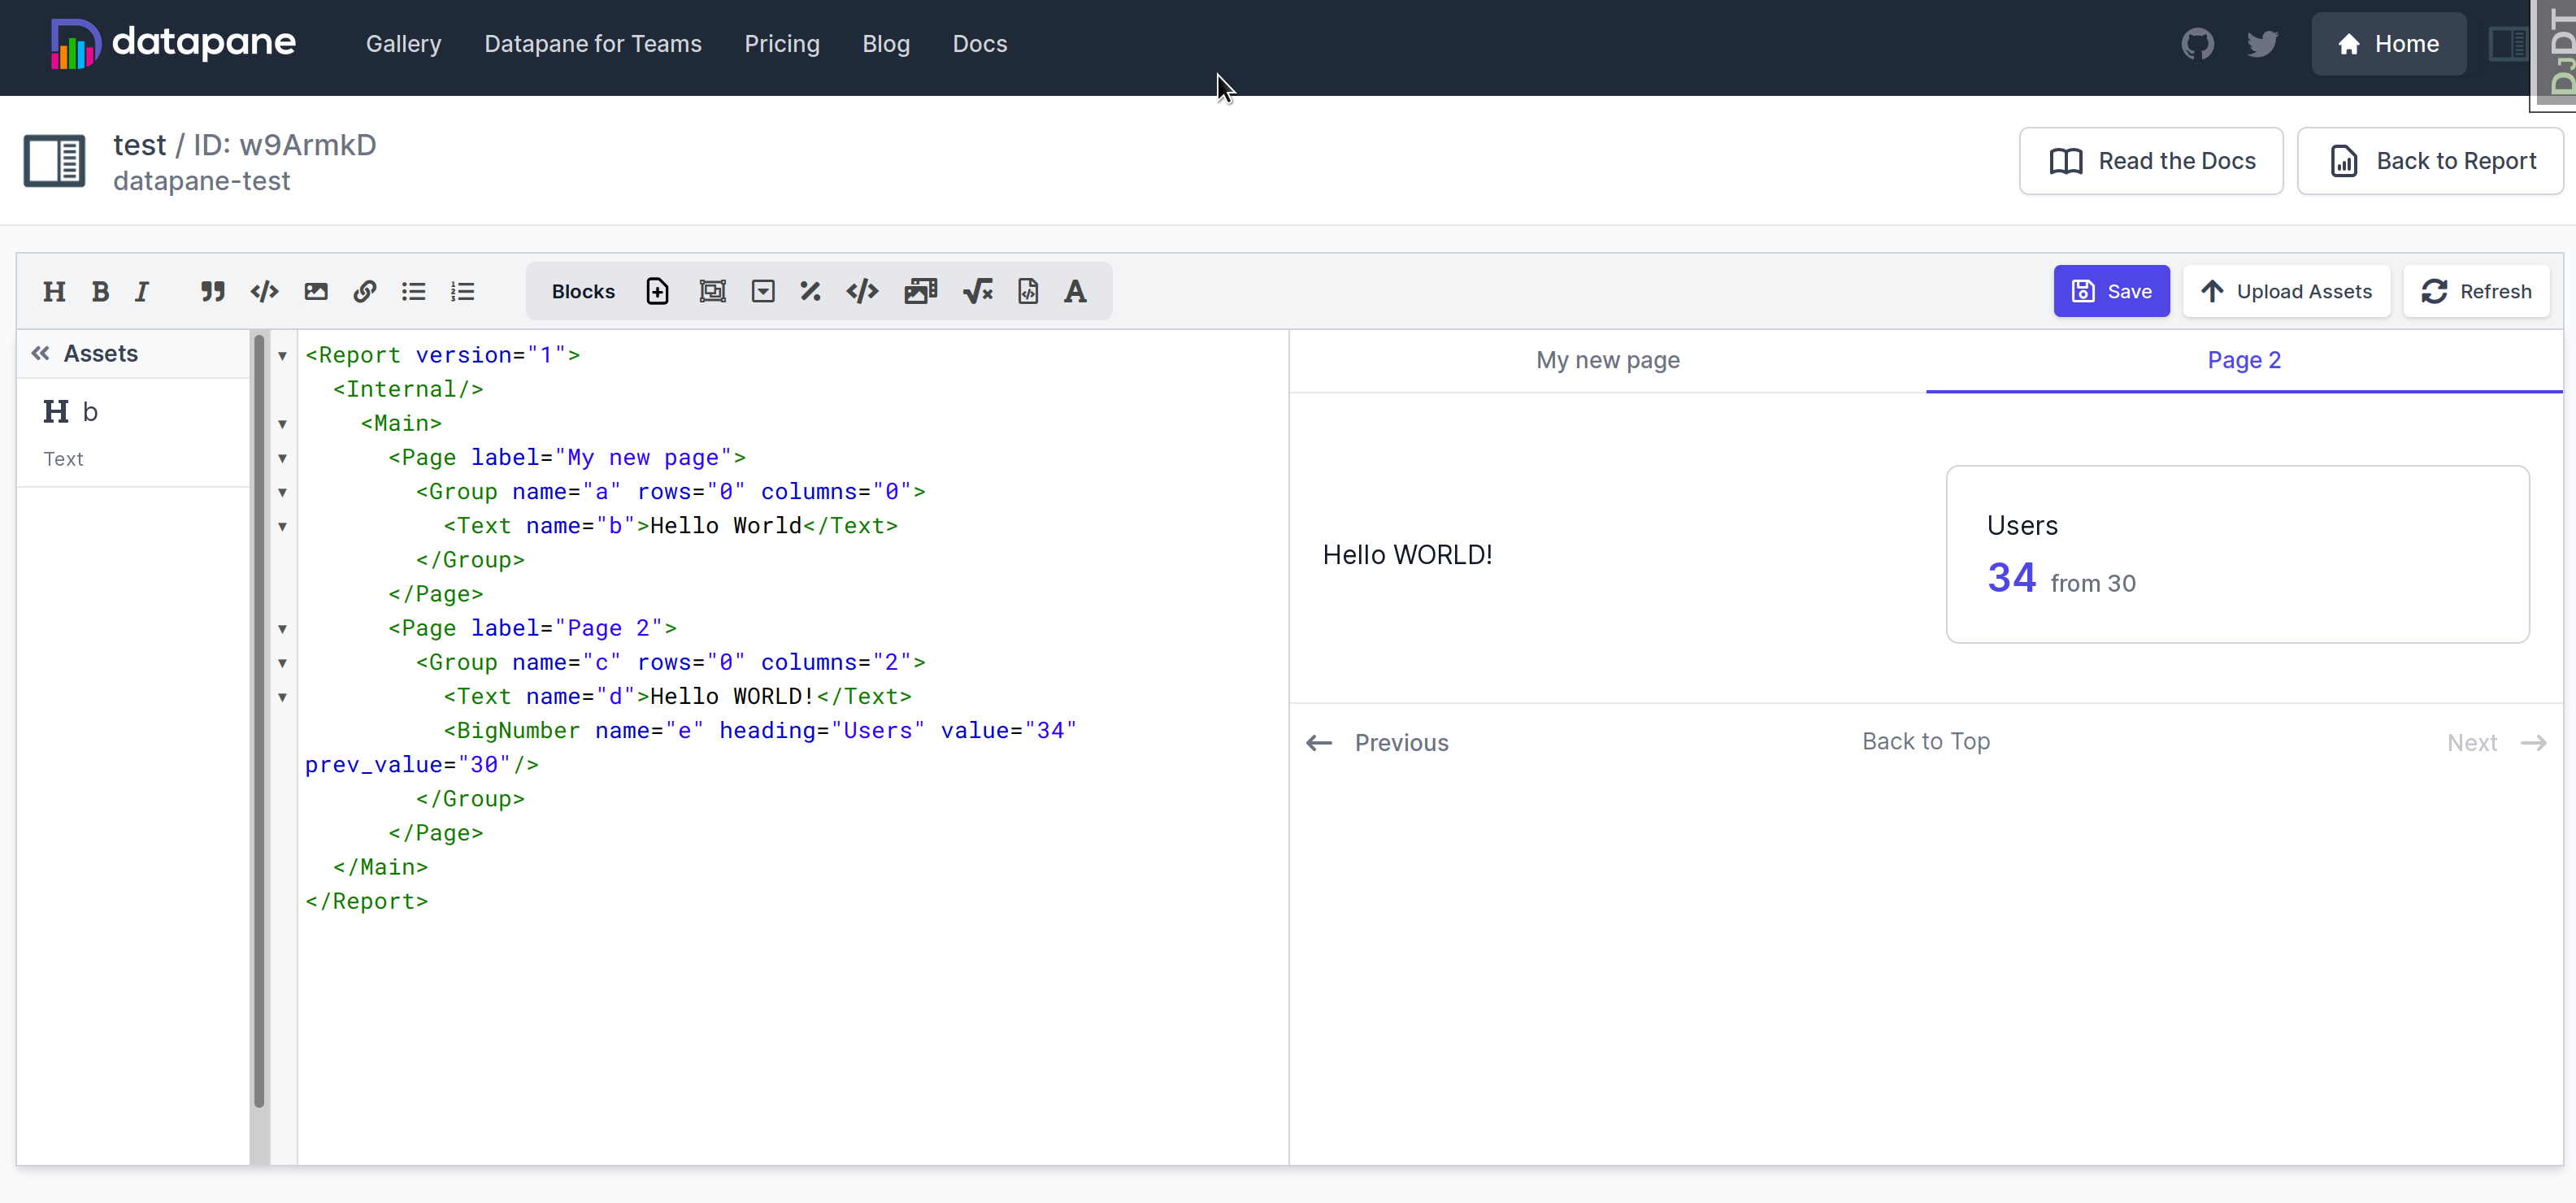 datapane
Gallery
Datapane for Teams
Pricing
Blog
Docs
Home
DjDT
test / ID: w9ArmkD
datapane-test
Read the Docs
Back to Report
H B I
Blocks
A
Save
Upload Assets
Refresh
Assets
H b
Text
<Report version="1">
<Internal/>
<Main>
<Page label="My new page">
<Group name="a" rows="0" columns="0">
<Text name="b">Hello World</Text>
</Group>
</Page>
<Page label="Page 2">
<Group name="c" rows="0" columns="2">
<Text name="d">Hello WORLD!</Text>
<BigNumber name="e" heading="Users" value="34"
prev_value="30"/>
</Group>
</Page>
</Main>
</Report>
My new page
Page 2
Hello WORLD!
Users
34 from 30
Previous
Back to Top
Next